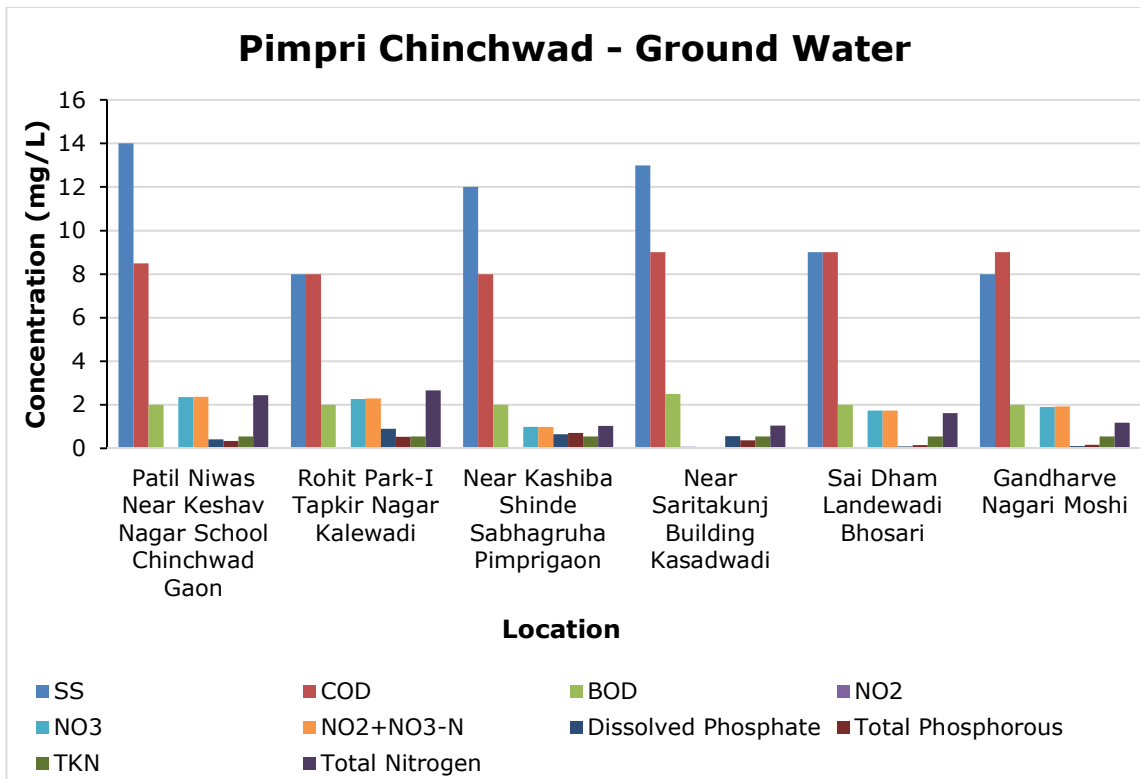 Pimpri Chinchwad - Ground Water
Concentration (mg/L)
16
14
12
10
8
6
4
2
0
Patil Niwas
Near Keshav
Nagar School
Chinchwad
Gaon
Rohit Park-I
Tapkir Nagar
Kalewadi
Near Kashiba
Shinde
Sabhagruha
Pimprigaon
Near
Saritakunj
Building
Kasadwadi
Sai Dham
Landewadi
Bhosari
Gandharve
Nagari Moshi
Location
SS
COD
BOD
NO2
NO3
NO2+NO3-N
Dissolved Phosphate
Total Phosphorous
TKN
Total Nitrogen